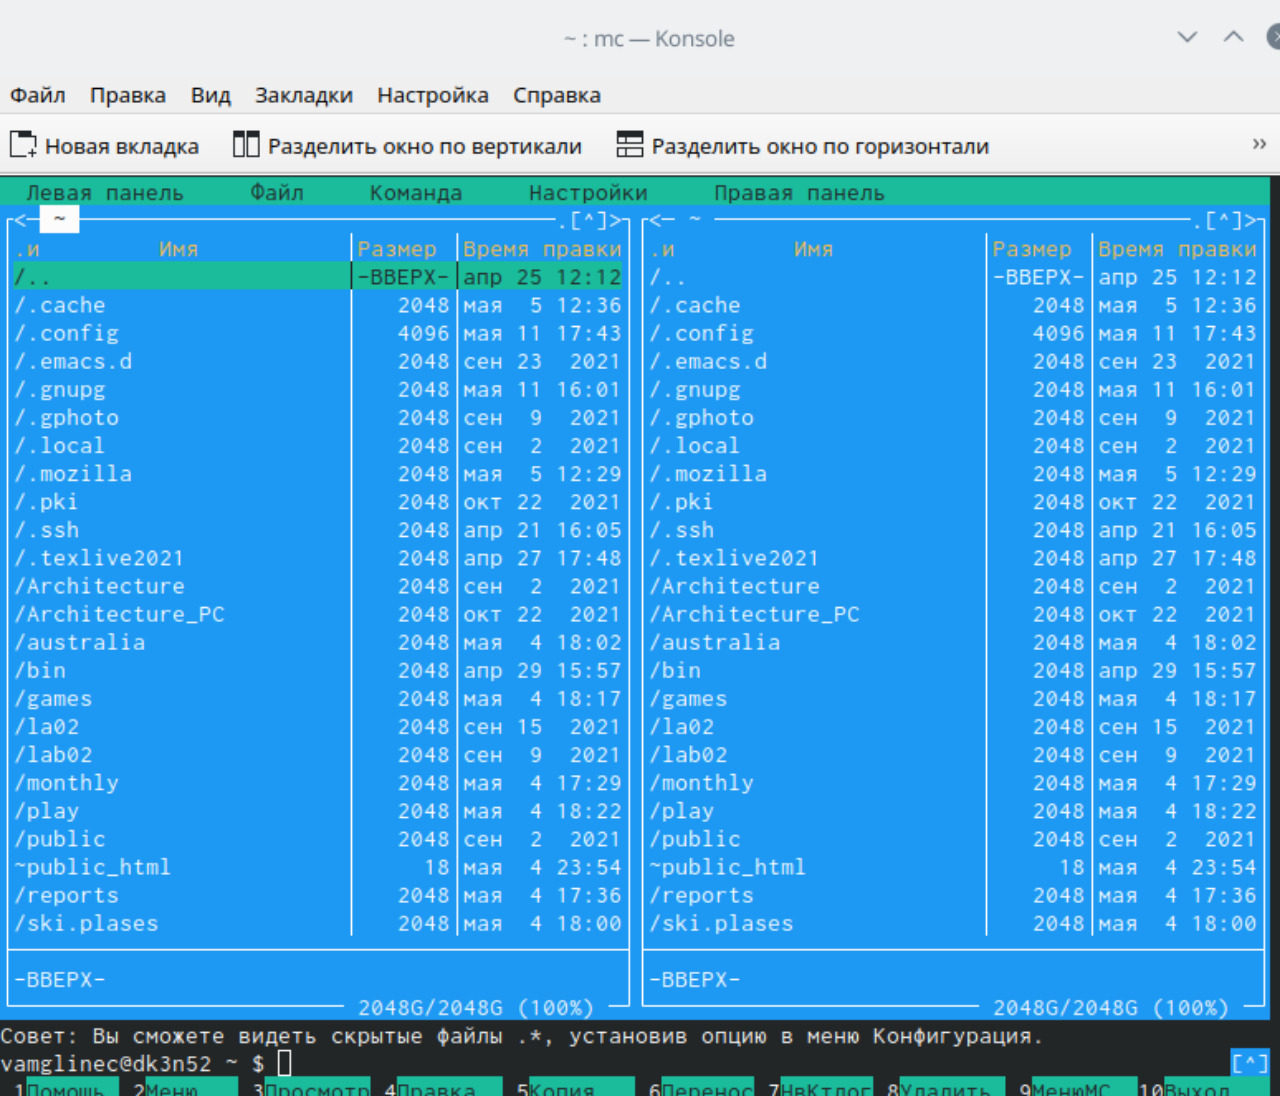 ~ : mc — Konsole
Файл Правка Вид Закладки Настройка Справка
Новая вкладка Разделить окно по вертикали Разделить окно по горизонтали »
Левая панель Файл Команда Настройки Правая панель
<— ~ .[^]> <— ~ .[^]>
.и Имя Размер Время правки .и Имя Размер Время правки
/.. -ВВЕРХ- апр 25 12:12 /.. -ВВЕРХ- апр 25 12:12
/.cache 2048 мая 5 12:36 /.cache 2048 мая 5 12:36
/.config 4096 мая 11 17:43 /.config 4096 мая 11 17:43
/.emacs.d 2048 сен 23 2021 /.emacs.d 2048 сен 23 2021
/.gnupg 2048 мая 11 16:01 /.gnupg 2048 мая 11 16:01
/.gphoto 2048 сен 9 2021 /.gphoto 2048 сен 9 2021
/.local 2048 сен 2 2021 /.local 2048 сен 2 2021
/.mozilla 2048 мая 5 12:29 /.mozilla 2048 мая 5 12:29
/.pki 2048 окт 22 2021 /.pki 2048 окт 22 2021
/.ssh 2048 апр 21 16:05 /.ssh 2048 апр 21 16:05
/.texlive2021 2048 апр 27 17:48 /.texlive2021 2048 апр 27 17:48
/Architecture 2048 сен 2 2021 /Architecture 2048 сен 2 2021
/Architecture_PC 2048 окт 22 2021 /Architecture_PC 2048 окт 22 2021
/australia 2048 мая 4 18:02 /australia 2048 мая 4 18:02
/bin 2048 апр 29 15:57 /bin 2048 апр 29 15:57
/games 2048 мая 4 18:17 /games 2048 мая 4 18:17
/la02 2048 сен 15 2021 /la02 2048 сен 15 2021
/lab02 2048 сен 9 2021 /lab02 2048 сен 9 2021
/monthly 2048 мая 4 17:29 /monthly 2048 мая 4 17:29
/play 2048 мая 4 18:22 /play 2048 мая 4 18:22
/public 2048 сен 2 2021 /public 2048 сен 2 2021
~public_html 18 мая 4 23:54 ~public_html 18 мая 4 23:54
/reports 2048 мая 4 17:36 /reports 2048 мая 4 17:36
/ski.plases 2048 мая 4 18:00 /ski.plases 2048 мая 4 18:00
-ВВЕРХ- -ВВЕРХ-
2048G/2048G (100%) 2048G/2048G (100%)
Совет: Вы сможете видеть скрытые файлы .*, установив опцию в меню Конфигурация.
vamglinec@dk3n52 ~ $ [^]
1Помощь 2Меню 3Просмотр 4Правка 5Копия 6Перенос 7НвКтлог 8Удалить 9МенюMC 10Выход